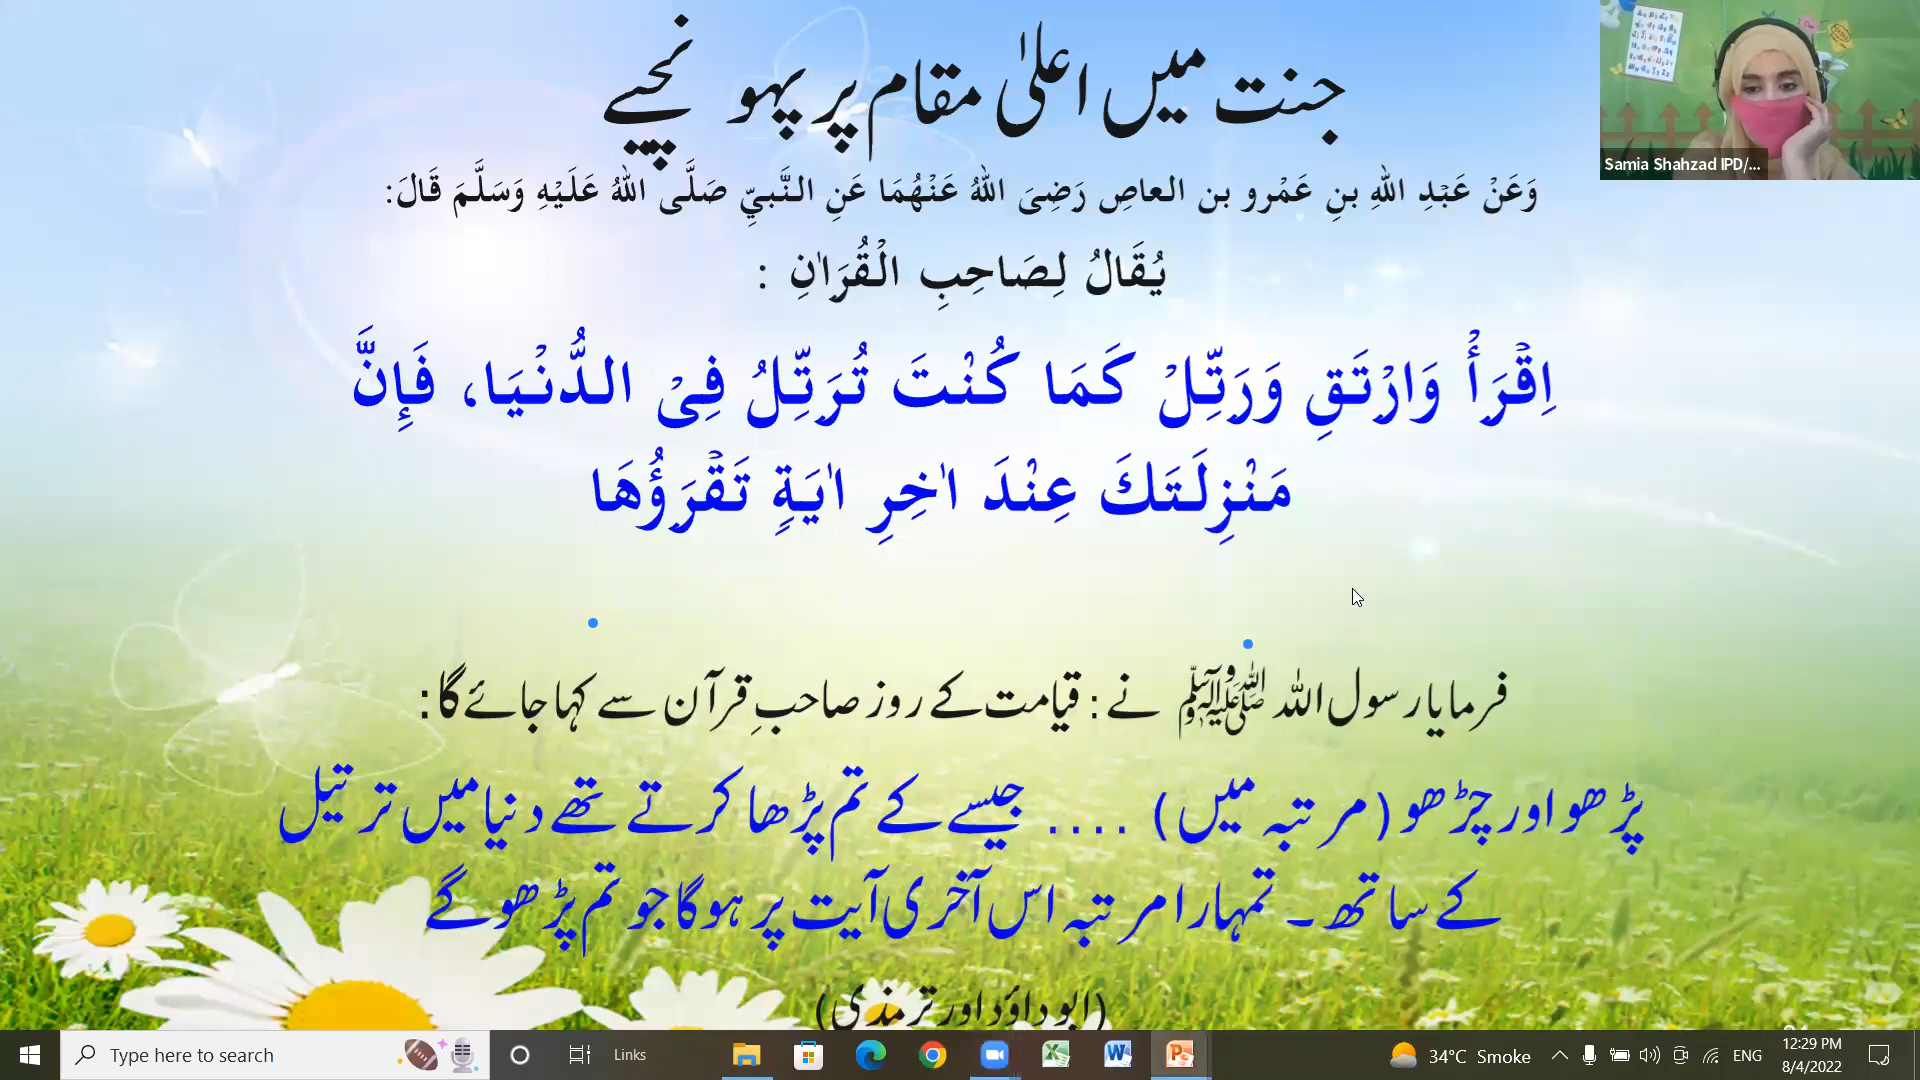 جنت میں اعلیٰ مقام پر پہونچیے
وَعَنْ عَبْدِ اللهِ بنِ عَمْرو بن العاصِ رَضِىَ اللهُ عَنْهُمَا عَنِ النَّبيِّ صَلَّى اللهُ عَلَيْهِ وَسَلَّمَ قَالَ:
Samia Shahzad IPD/...
يُقَالُ لِصَاحِبِ الْقُرَاٰنِ :
اِقْرَأْ وَارْتَقِ وَرَتِّلْ كَمَا كُنْتَ تُرَتِّلُ فِىْ الدُّنْيَا، فَإِنَّ
مَنْزِلَتَكَ عِنْدَ اٰخِرِ اٰيَةٍ تَقْرَؤُهَا
فرمایا رسول اللہ ﷺ نے : قیامت کے روز صاحبِ قرآن سے کہا جائے گا:
پڑھو اور چڑھو (مرتبہ میں) .... جیسے کے تم پڑھا کرتے تھے دنیا میں ترتیل
کے ساتھ ۔ تمہارا مرتبہ اس آخری آیت پر ہوگا جو تم پڑھو گے
(ابو داؤد اور ترمذی)
Type here to search
Links
34°C Smoke
ENG
12:29 PM
8/4/2022